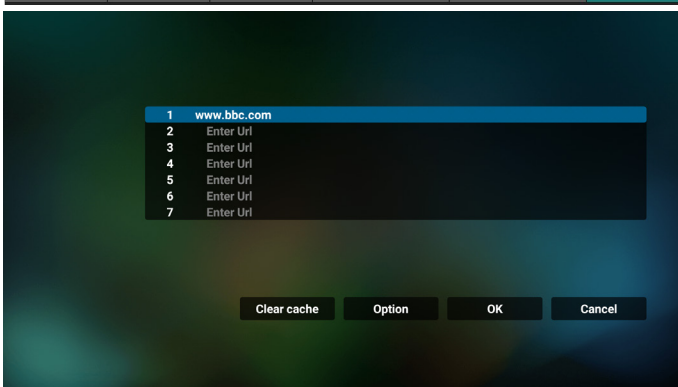 1 www.bbc.com
2 Enter Url
3 Enter Url
4 Enter Url
5 Enter Url
6 Enter Url
7 Enter Url
Clear cache Option OK Cancel